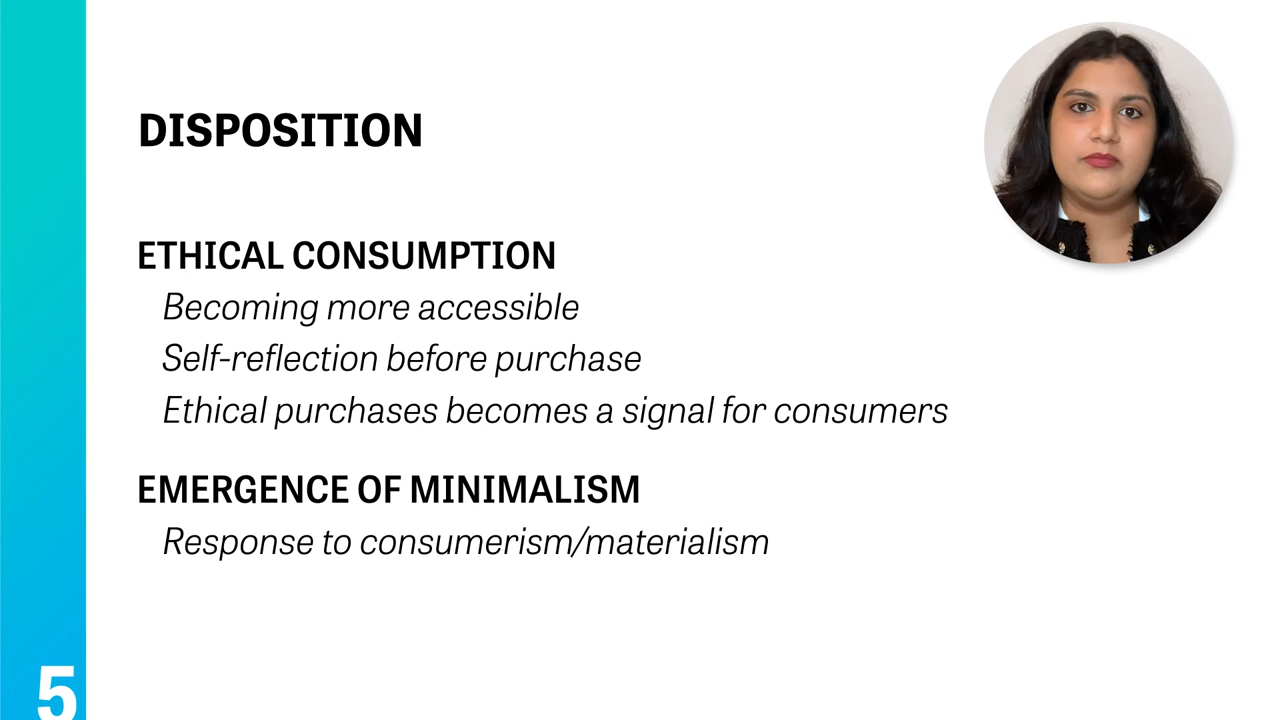 DISPOSITION
ETHICAL CONSUMPTION
Becoming more accessible
Self-reflection before purchase
Ethical purchases becomes a signal for consumers
EMERGENCE OF MINIMALISM
Response to consumerism/materialism
5